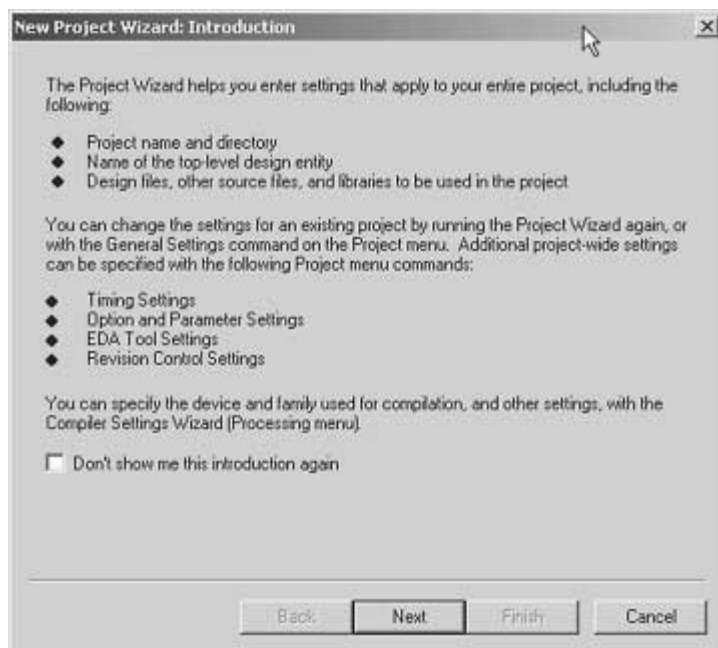 New Project Wizard: Introduction
The Project Wizard helps you enter settings that apply to your entire project, including the
following:
Project name and directory
Name of the top-level design entity
Design files, other source files, and libraries to be used in the project
You can change the settings for an existing project by running the Project Wizard again, or
with the General Settings command on the Project menu. Additional project-wide settings
can be specified with the following Project menu commands:
Timing Settings
Option and Parameter Settings
EDA Tool Settings
Revision Control Settings
You can specify the device and family used for compilation, and other settings, with the
Compiler Settings Wizard (Processing menu).
Don't show me this introduction again
Back Next Finish Cancel